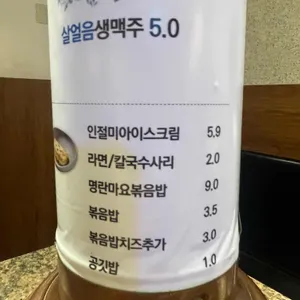 살얼음생맥주 5.0
인절미아이스크림 5.9
라면/칼국수사리 2.0
명란마요볶음밥 9.0
볶음밥 3.5
볶음밥치즈추가 3.0
공깃밥 1.0